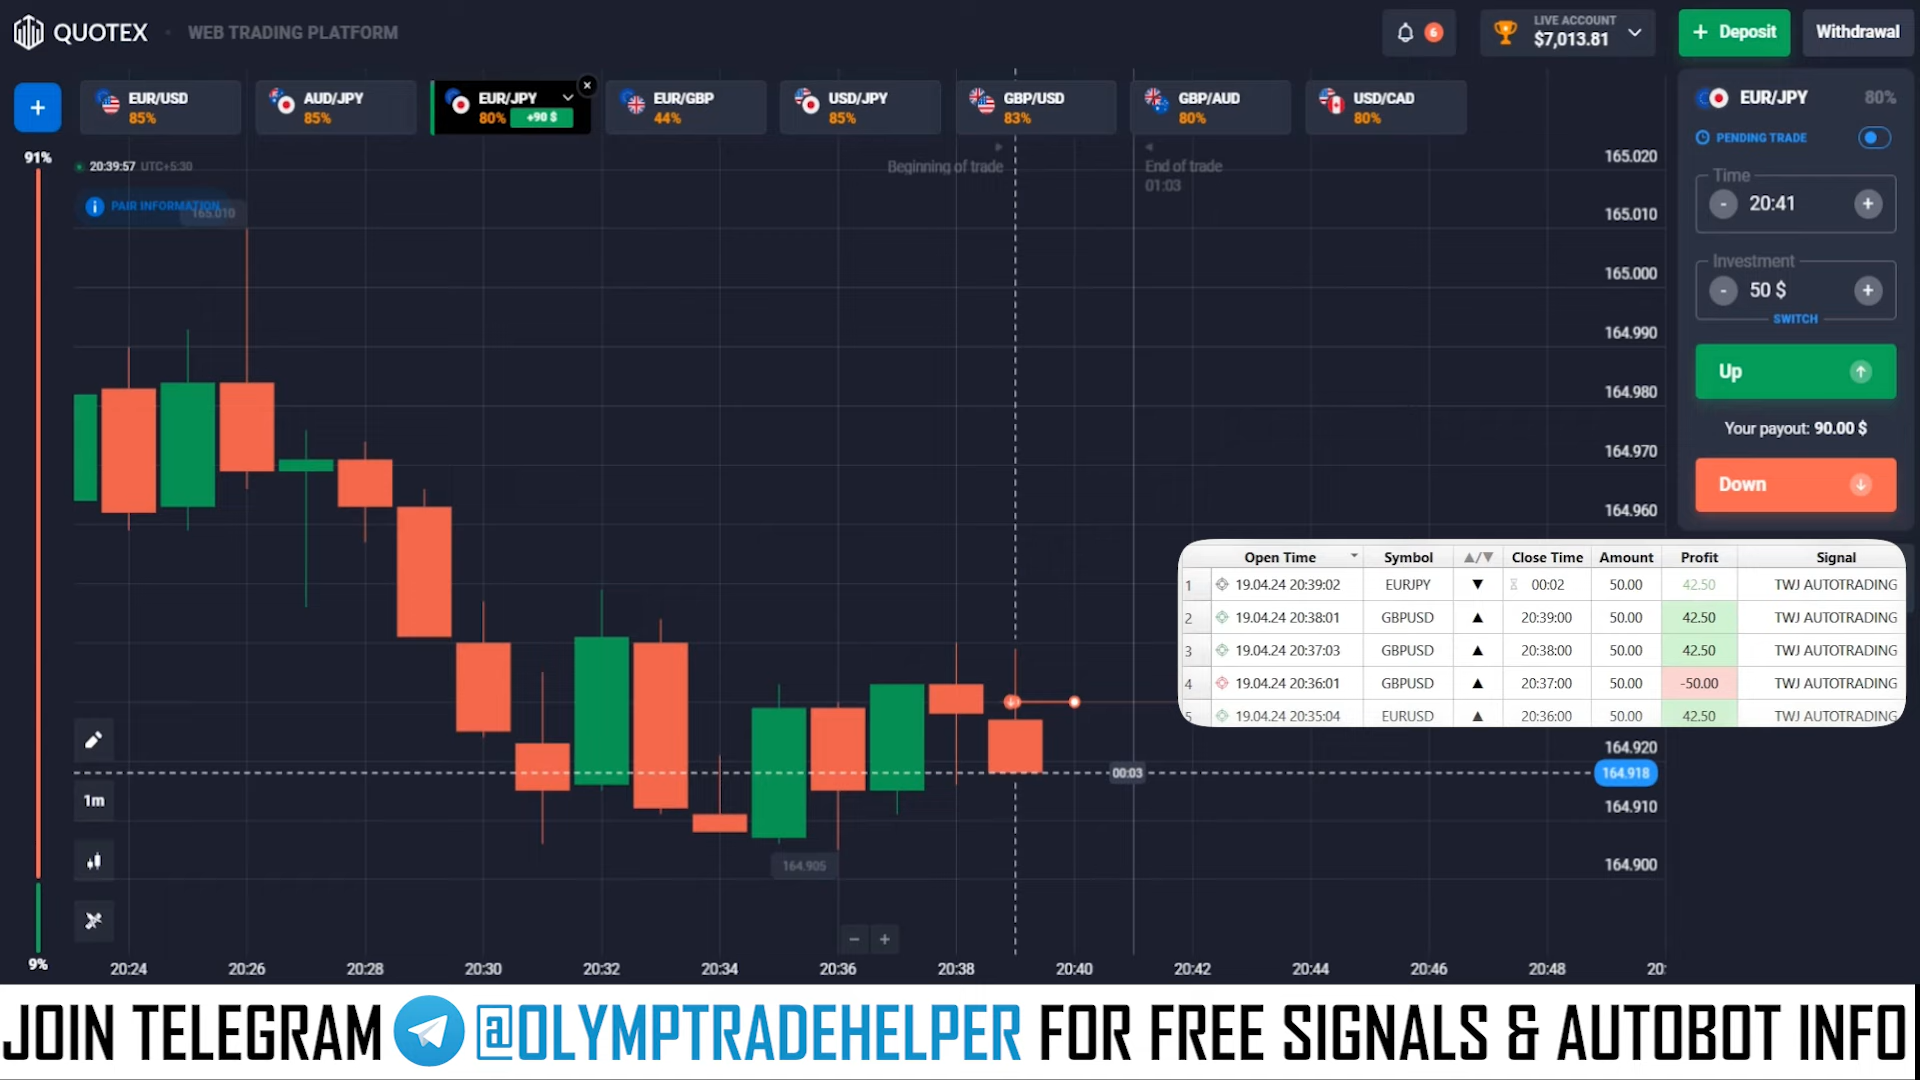 QUOTEX
WEB TRADING PLATFORM
6
LIVE ACCOUNT
$7,013.81
+ Deposit
Withdrawal
+
EUR/USD
85%
AUD/JPY
85%
EUR/JPY
80%
+90 $
EUR/GBP
44%
USD/JPY
85%
GBP/USD
83%
GBP/AUD
80%
USD/CAD
80%
91%
20:39:57 UTC+5:30
PAIR INFORMATION
165.010
Beginning of trade
End of trade
01:03
165.020
165.010
165.000
164.990
164.980
164.970
164.960
164.920
164.918
164.910
164.900
EUR/JPY
80%
PENDING TRADE
Time
- 20:41 +
Investment
- 50 $ +
SWITCH
Up
Your payout: 90.00 $
Down
Open Time Symbol ▲/▼ Close Time Amount Profit Signal
1 19.04.24 20:39:02 EURJPY ▼ 00:02 50.00 42.50 TWJ AUTOTRADING
2 19.04.24 20:38:01 GBPUSD ▲ 20:39:00 50.00 42.50 TWJ AUTOTRADING
3 19.04.24 20:37:03 GBPUSD ▲ 20:38:00 50.00 42.50 TWJ AUTOTRADING
4 19.04.24 20:36:01 GBPUSD ▲ 20:37:00 50.00 -50.00 TWJ AUTOTRADING
5 19.04.24 20:35:04 EURUSD ▲ 20:36:00 50.00 42.50 TWJ AUTOTRADING
00:03
1m
164.905
- +
9%
20:24 20:26 20:28 20:30 20:32 20:34 20:36 20:38 20:40 20:42 20:44 20:46 20:48 20:
JOIN TELEGRAM @OLYMPTRADEHELPER FOR FREE SIGNALS & AUTOBOT INFO